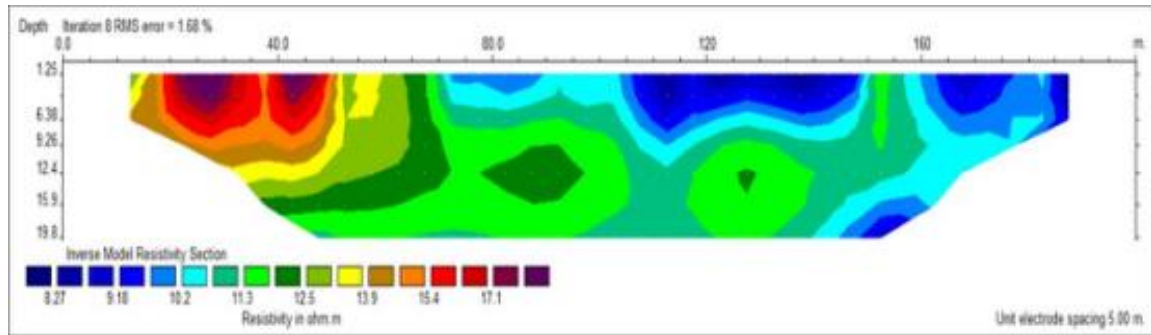 Depth Iteration 8 RMS error = 1.68 %
0.0 40.0 80.0 120 160 m.
1.25
6.38
9.26
12.4
15.9
19.8
Inverse Model Resistivity Section
8.27 9.18 10.2 11.3 12.5 13.9 15.4 17.1
Resistivity in ohm.m Unit electrode spacing 5.00 m.